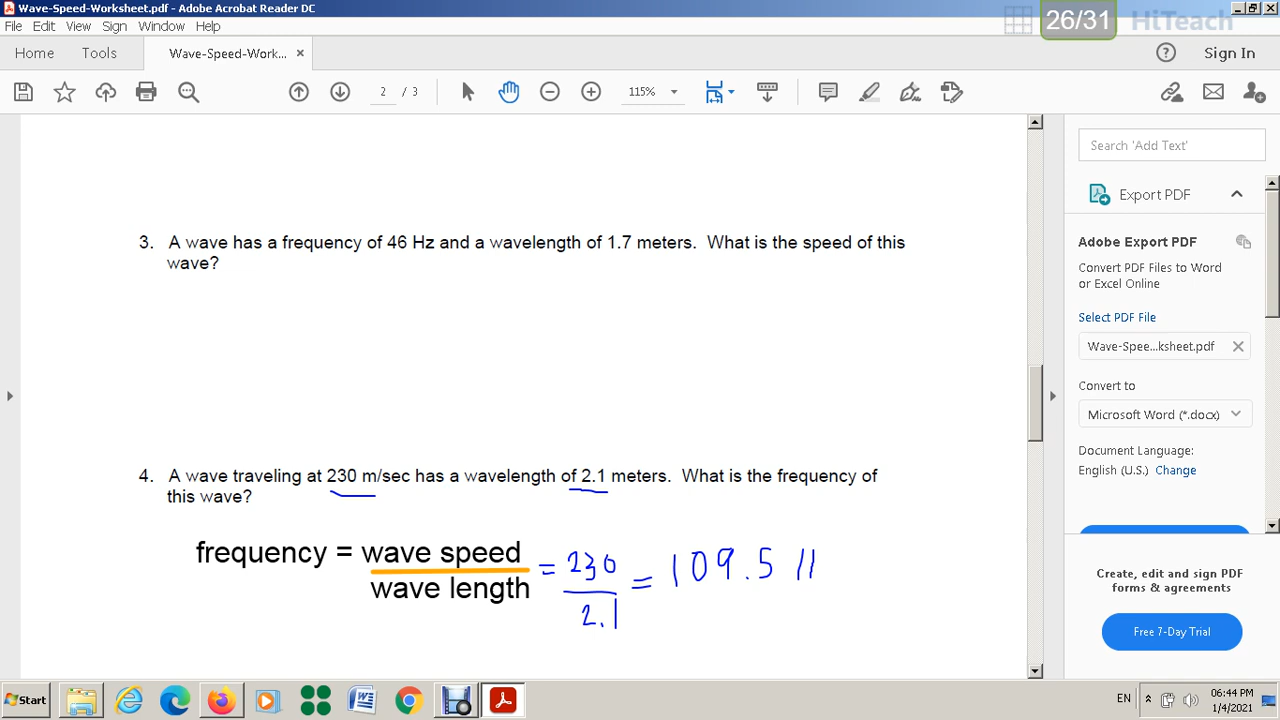 Wave-Speed-Worksheet.pdf - Adobe Acrobat Reader DC
File Edit View Sign Window Help
26/31
HiTeach
Home Tools Wave-Speed-Work... ×
Sign In
2 / 3
115%
3. A wave has a frequency of 46 Hz and a wavelength of 1.7 meters. What is the speed of this
wave?
4. A wave traveling at 230 m/sec has a wavelength of 2.1 meters. What is the frequency of
this wave?
frequency = wave speed = 230 = 109.5
wave length 2.1
Search 'Add Text'
Export PDF
Adobe Export PDF
Convert PDF Files to Word
or Excel Online
Select PDF File
Wave-Spee...ksheet.pdf
Convert to
Microsoft Word (*.docx)
Document Language:
English (U.S.) Change
Create, edit and sign PDF
forms & agreements
Free 7-Day Trial
Start
EN
06:44 PM
1/4/2021